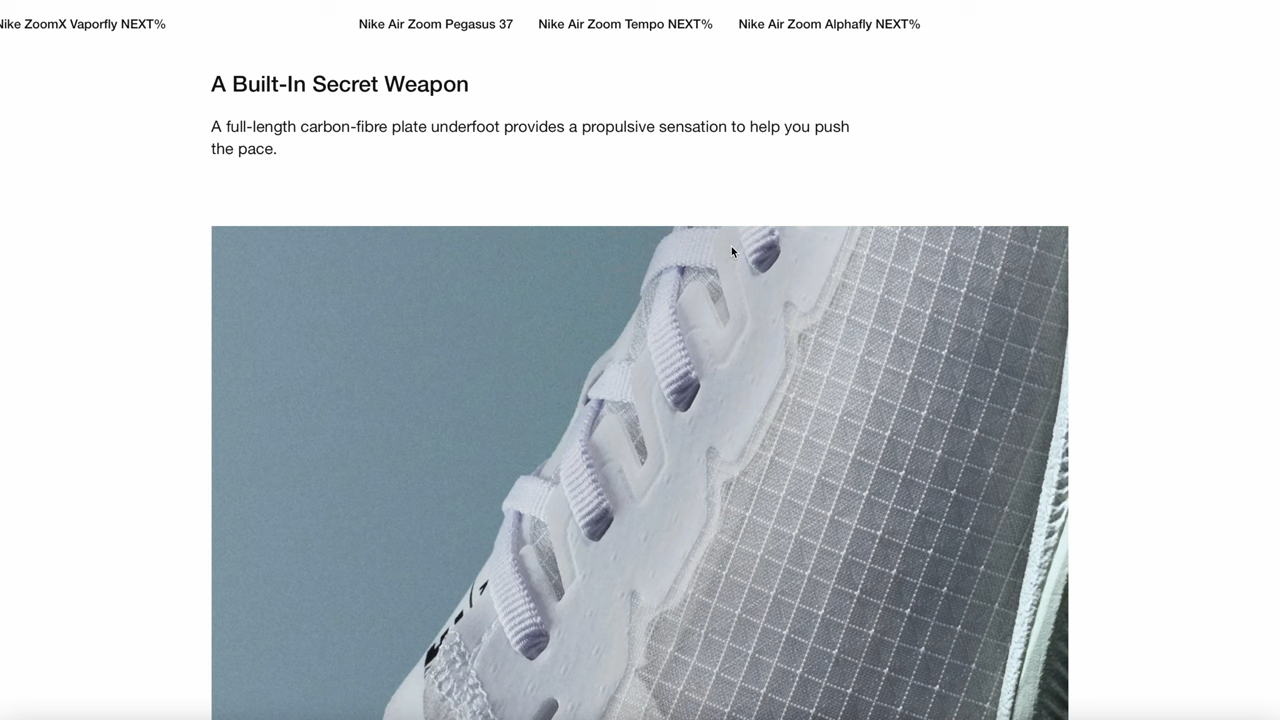 Nike ZoomX Vaporfly NEXT% Nike Air Zoom Pegasus 37 Nike Air Zoom Tempo NEXT% Nike Air Zoom Alphafly NEXT%
A Built-In Secret Weapon
A full-length carbon-fibre plate underfoot provides a propulsive sensation to help you push
the pace.